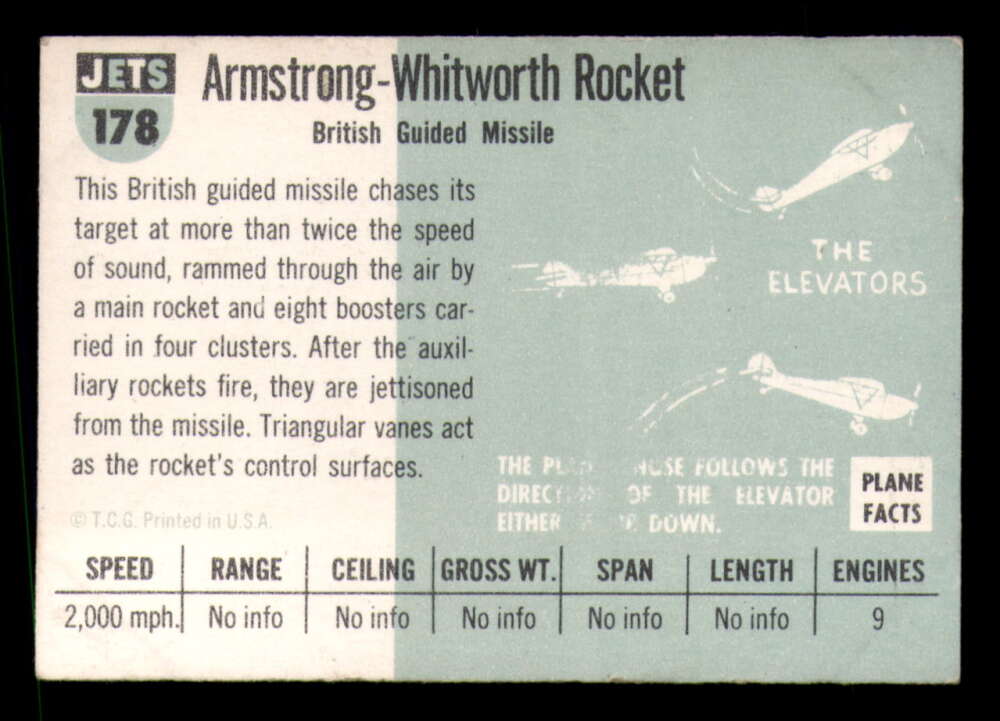 JETS
178
Armstrong-Whitworth Rocket
British Guided Missile
This British guided missile chases its
target at more than twice the speed
of sound, rammed through the air by
a main rocket and eight boosters car-
ried in four clusters. After the auxil-
liary rockets fire, they are jettisoned
from the missile. Triangular vanes act
as the rocket's control surfaces.
© T.C.G. Printed in U.S.A.
THE
ELEVATORS
THE FOLLOWS THE
OF THE ELEVATOR
EITHER DOWN.
PLANE
FACTS
SPEED RANGE CEILING GROSS WT. SPAN LENGTH ENGINES
2,000 mph. No info No info No info No info No info 9